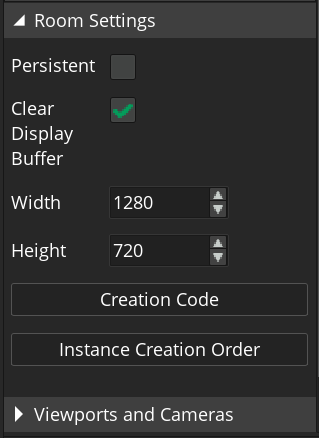 Room Settings
Persistent
Clear
Display
Buffer
Width 1280
Height 720
Creation Code
Instance Creation Order
Viewports and Cameras